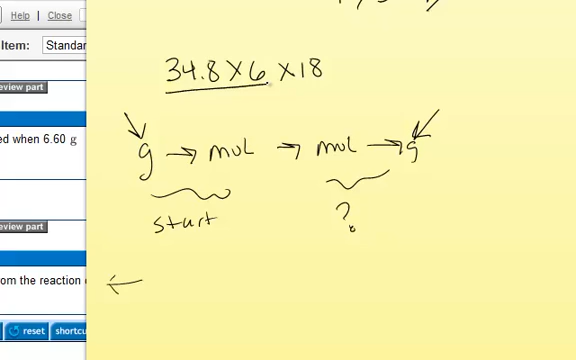 Help | Close
Item: Standar
eview part
ed when 6.60 g
eview part
om the reaction
reset shortcu
34.8 × 6 × 18
g → mol → mol → g
start ?